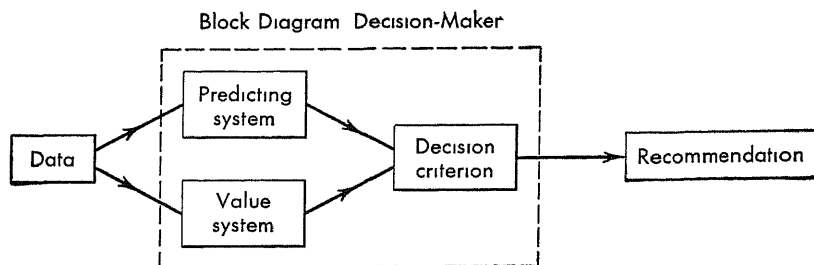 Block Diagram Decision-Maker
Predicting
system
Data
Decision
criterion
Recommendation
Value
system